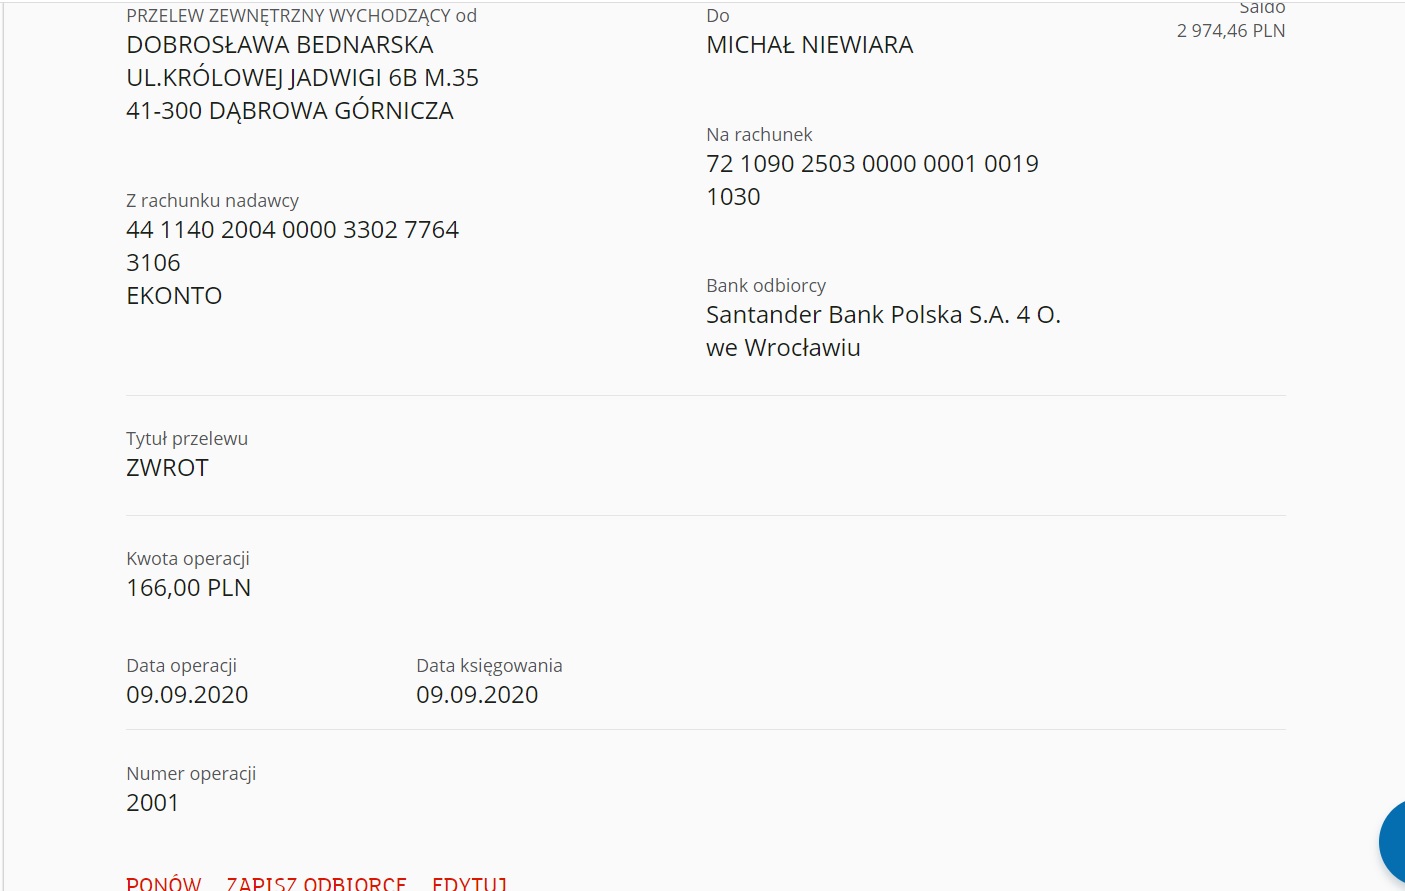 PRZELEW ZEWNĘTRZNY WYCHODZĄCY od
DOBROSŁAWA BEDNARSKA
UL.KRÓLOWEJ JADWIGI 6B M.35
41-300 DĄBROWA GÓRNICZA
Z rachunku nadawcy
44 1140 2004 0000 3302 7764
3106
EKONTO
Do
MICHAŁ NIEWIARA
Na rachunek
72 1090 2503 0000 0001 0019
1030
Bank odbiorcy
Santander Bank Polska S.A. 4 O.
we Wrocławiu
Saldo
2 974,46 PLN
Tytuł przelewu
ZWROT
Kwota operacji
166,00 PLN
Data operacji
09.09.2020
Data księgowania
09.09.2020
Numer operacji
2001
PONÓW ZAPISZ ODBIORCĘ EDYTUJ